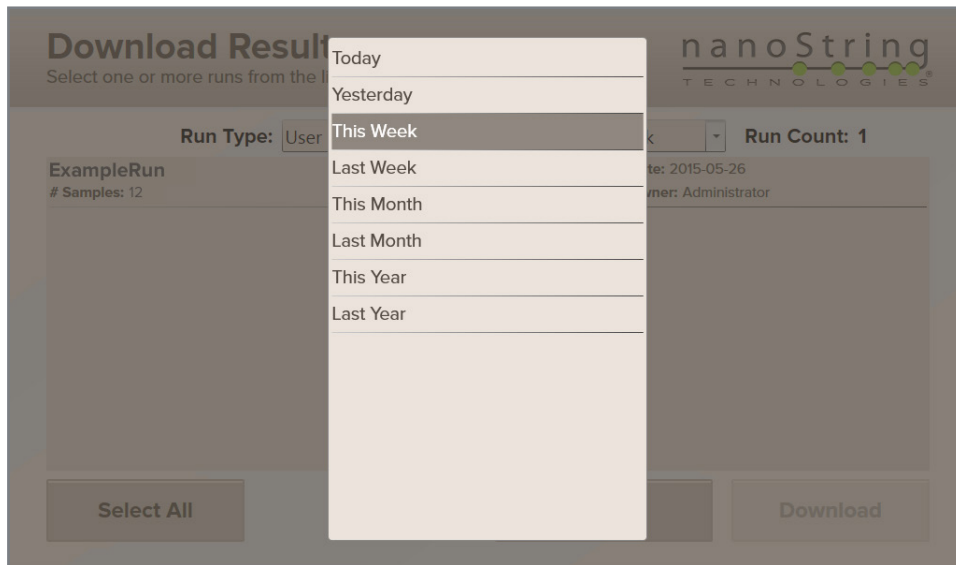 Download Result
Select one or more runs from the l
nanoString
TECHNOLOGIES®
Run Type: User k Run Count: 1
ExampleRun te: 2015-05-26
# Samples: 12 wner: Administrator
Today
Yesterday
This Week
Last Week
This Month
Last Month
This Year
Last Year
Select All Download